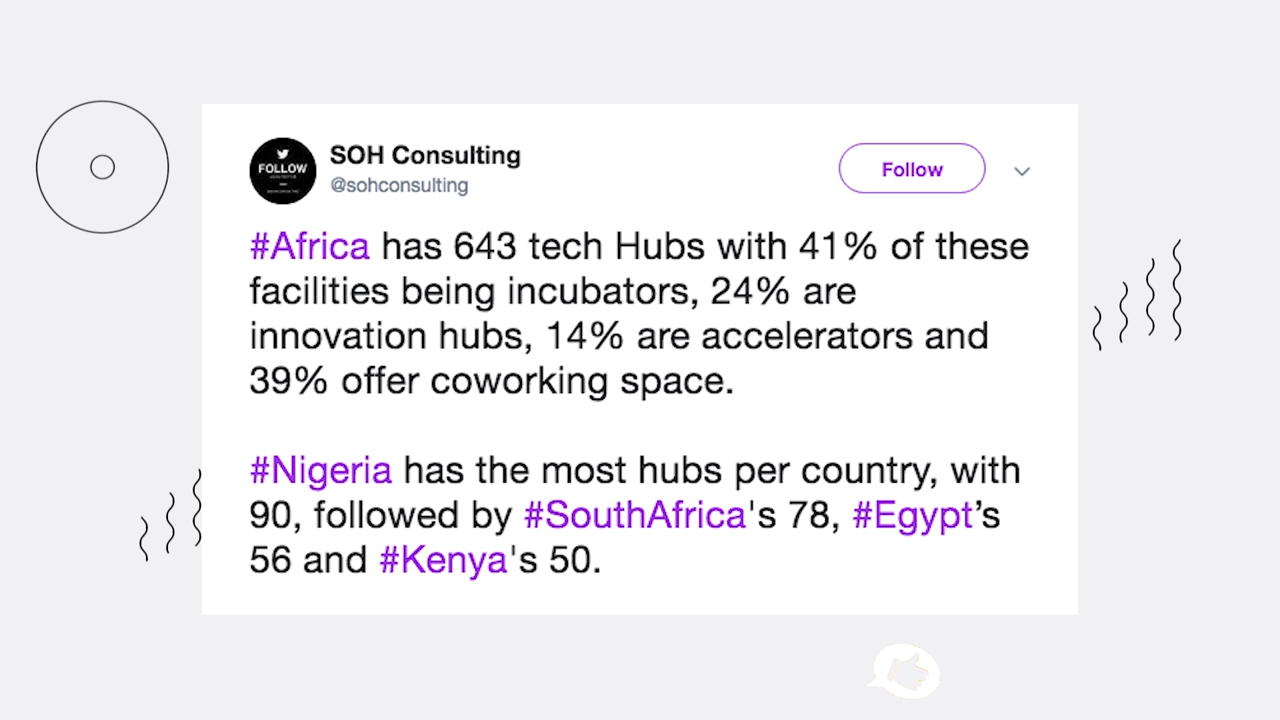 SOH Consulting
@sohconsulting
FOLLOW
Follow
#Africa has 643 tech Hubs with 41% of these
facilities being incubators, 24% are
innovation hubs, 14% are accelerators and
39% offer coworking space.
#Nigeria has the most hubs per country, with
90, followed by #SouthAfrica's 78, #Egypt’s
56 and #Kenya's 50.